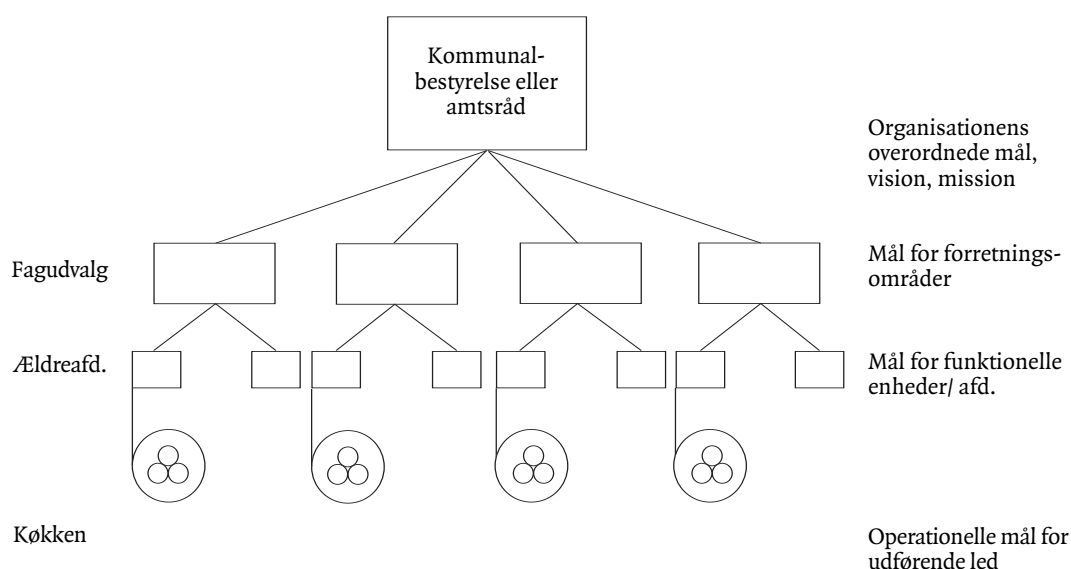 Kommunal-
bestyrelse eller
amtsråd
Organisationens
overordnede mål,
vision, mission
Fagudvalg
Mål for forretnings-
områder
Ældreafd.
Mål for funktionelle
enheder/ afd.
Køkken
Operationelle mål for
udførende led